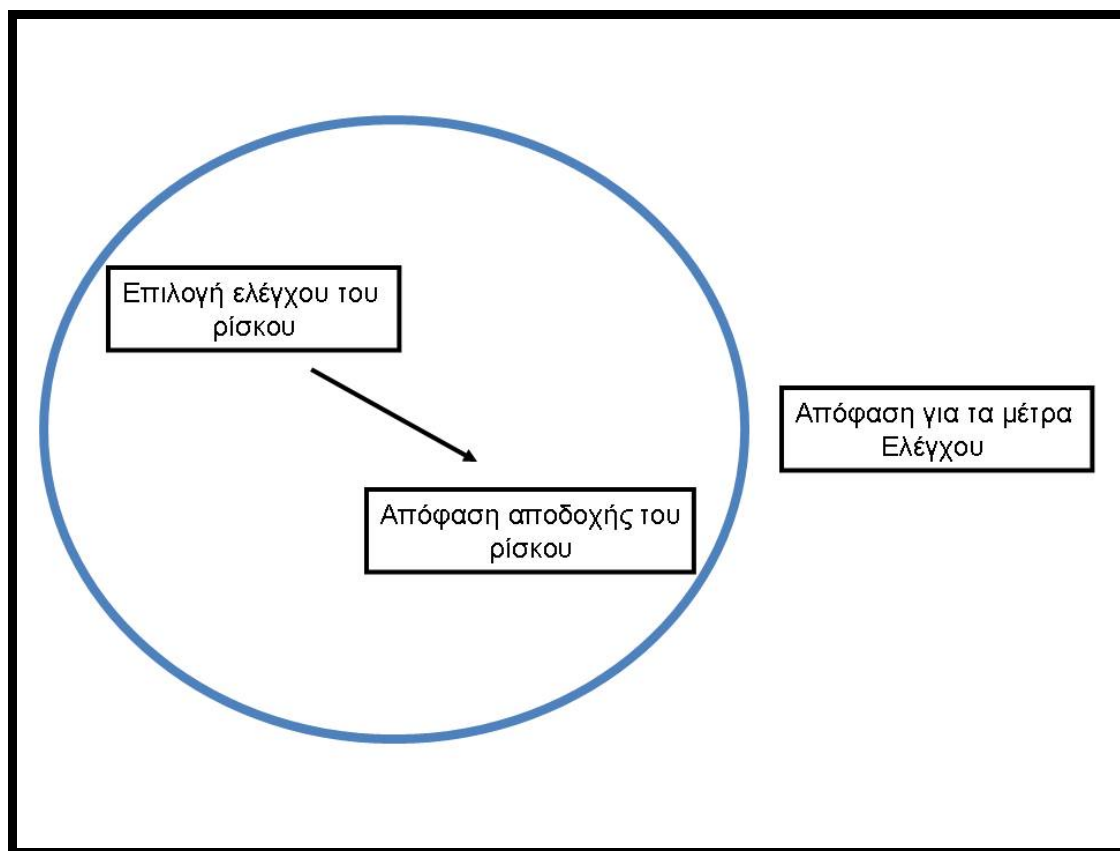 Επιλογή ελέγχου του
ρίσκου
Απόφαση για τα μέτρα
Ελέγχου
Απόφαση αποδοχής του
ρίσκου